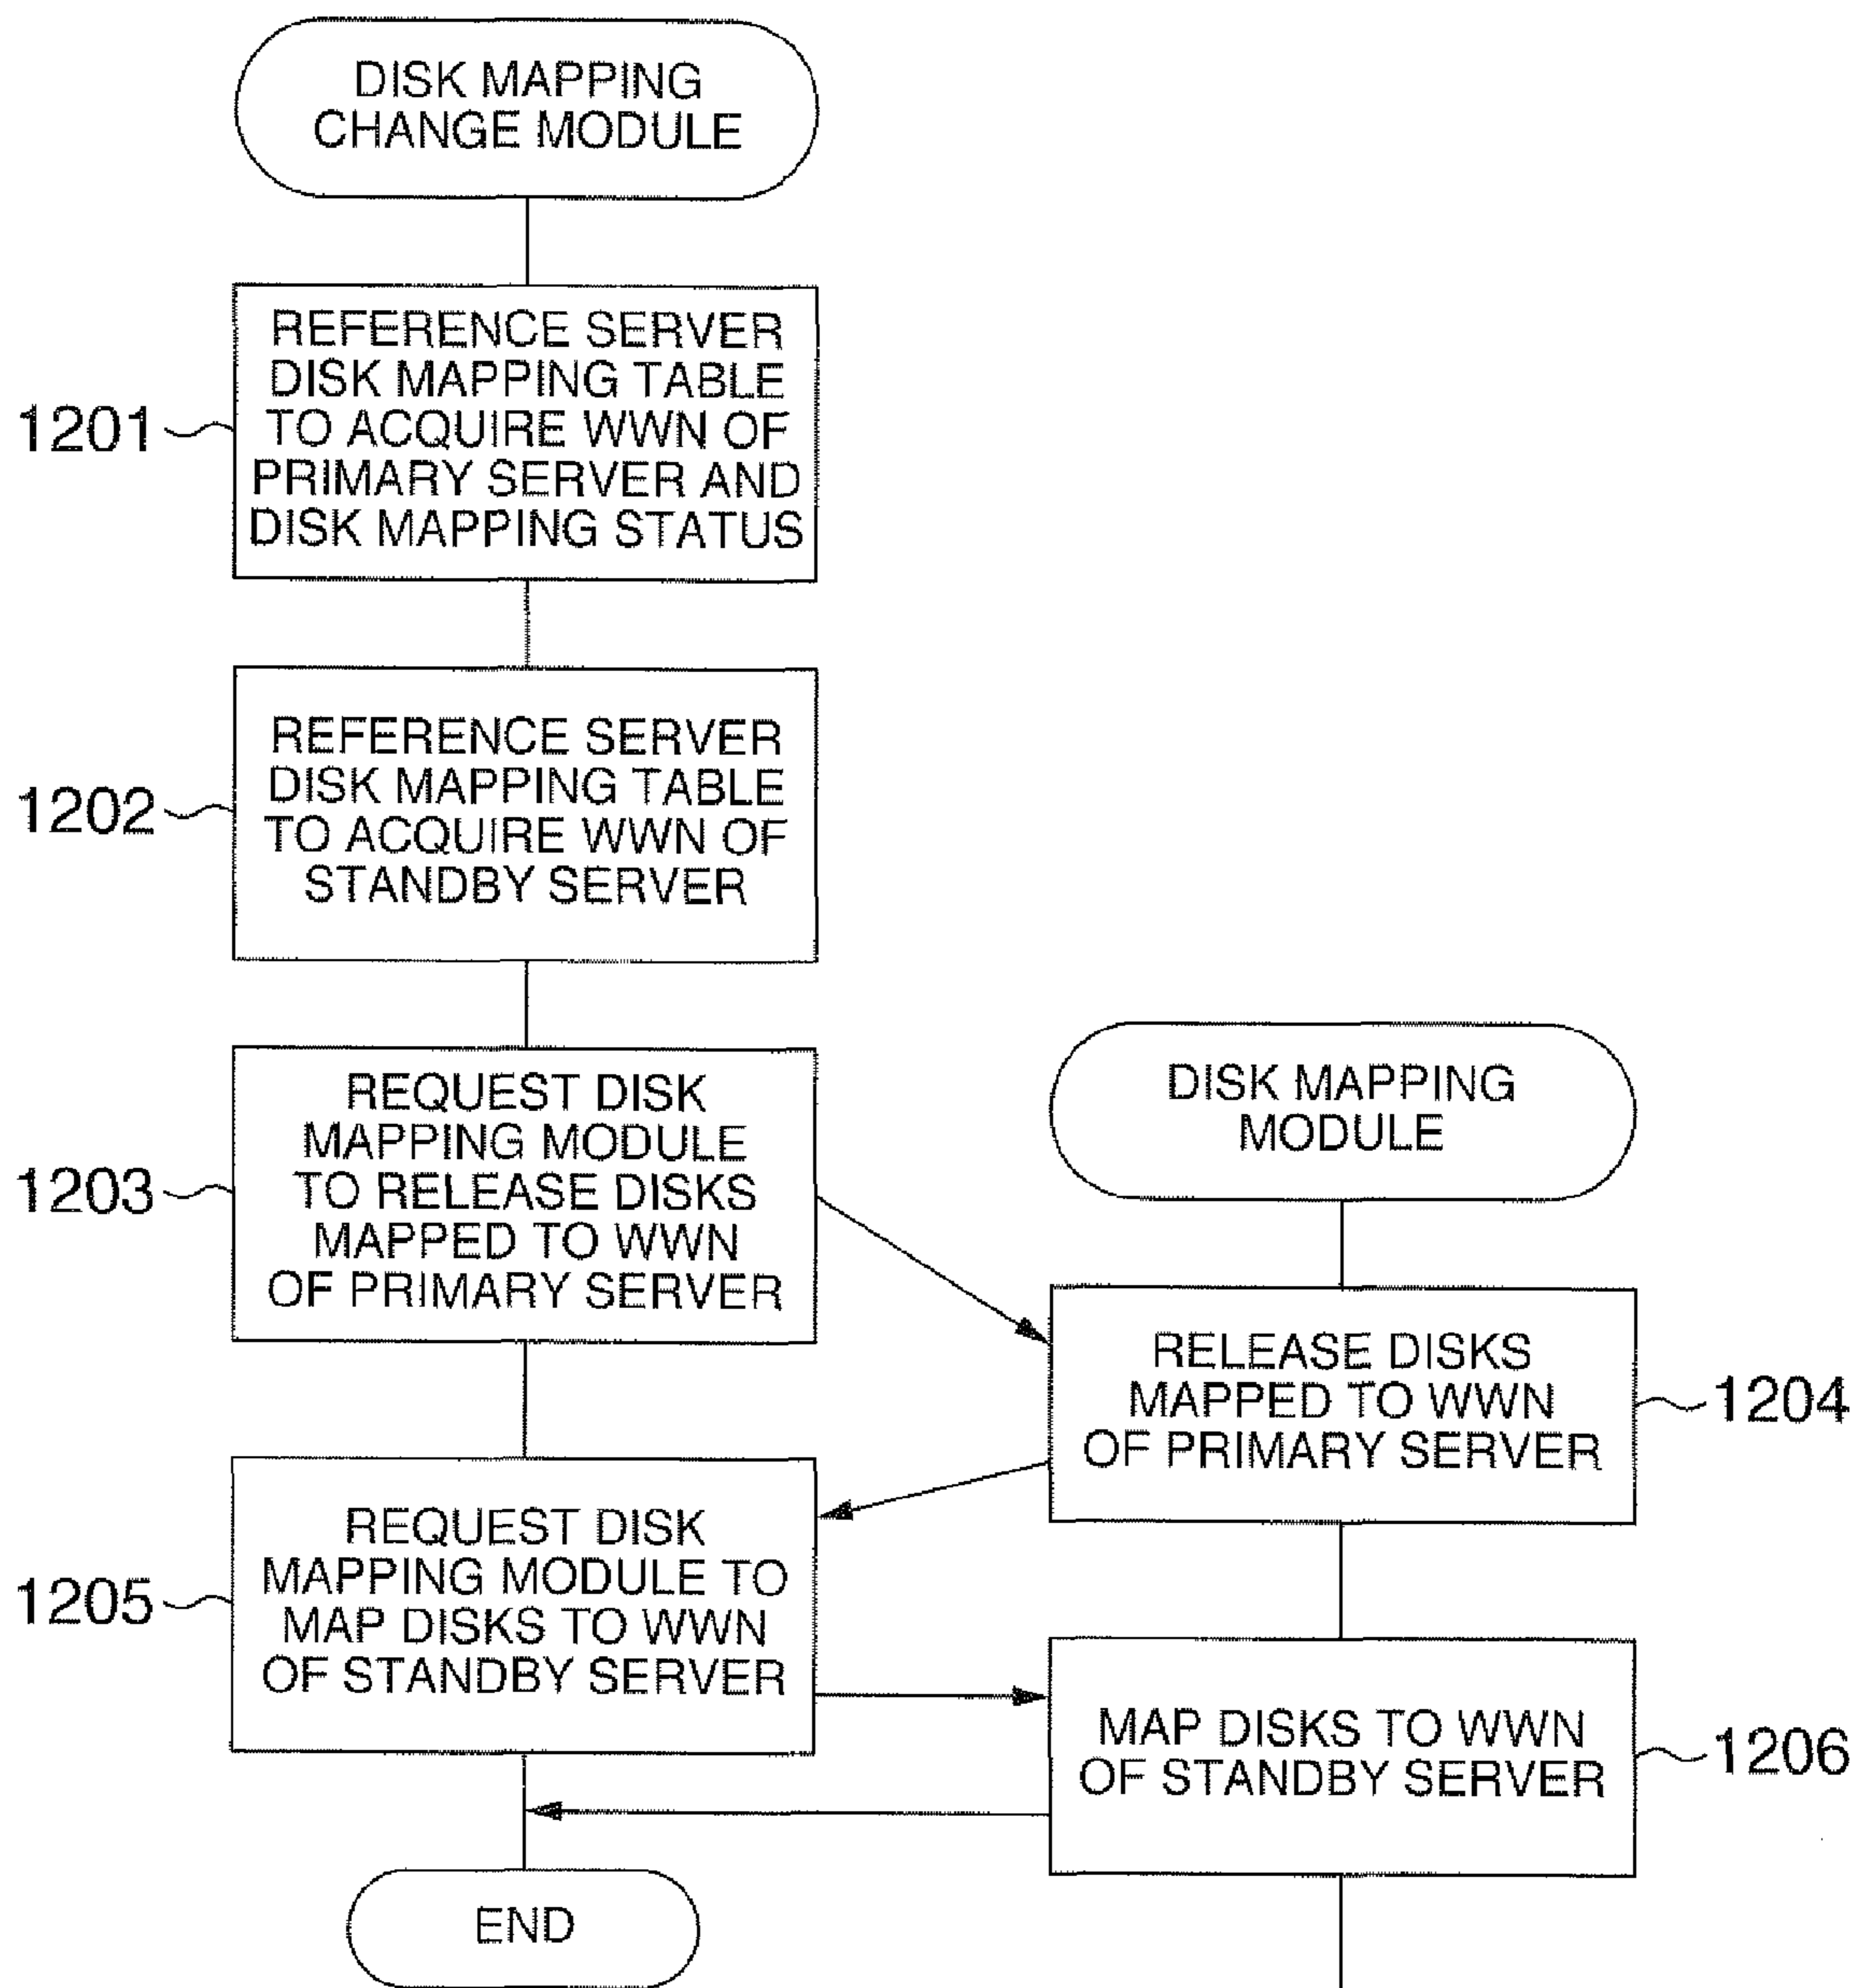 DISK MAPPING
CHANGE MODULE
1201
REFERENCE SERVER
DISK MAPPING TABLE
TO ACQUIRE WWN OF
PRIMARY SERVER AND
DISK MAPPING STATUS
1202
REFERENCE SERVER
DISK MAPPING TABLE
TO ACQUIRE WWN OF
STANDBY SERVER
1203
REQUEST DISK
MAPPING MODULE
TO RELEASE DISKS
MAPPED TO WWN
OF PRIMARY SERVER
DISK MAPPING
MODULE
RELEASE DISKS
MAPPED TO WWN
OF PRIMARY SERVER
1204
1205
REQUEST DISK
MAPPING MODULE TO
MAP DISKS TO WWN
OF STANDBY SERVER
MAP DISKS TO WWN
OF STANDBY SERVER
1206
END